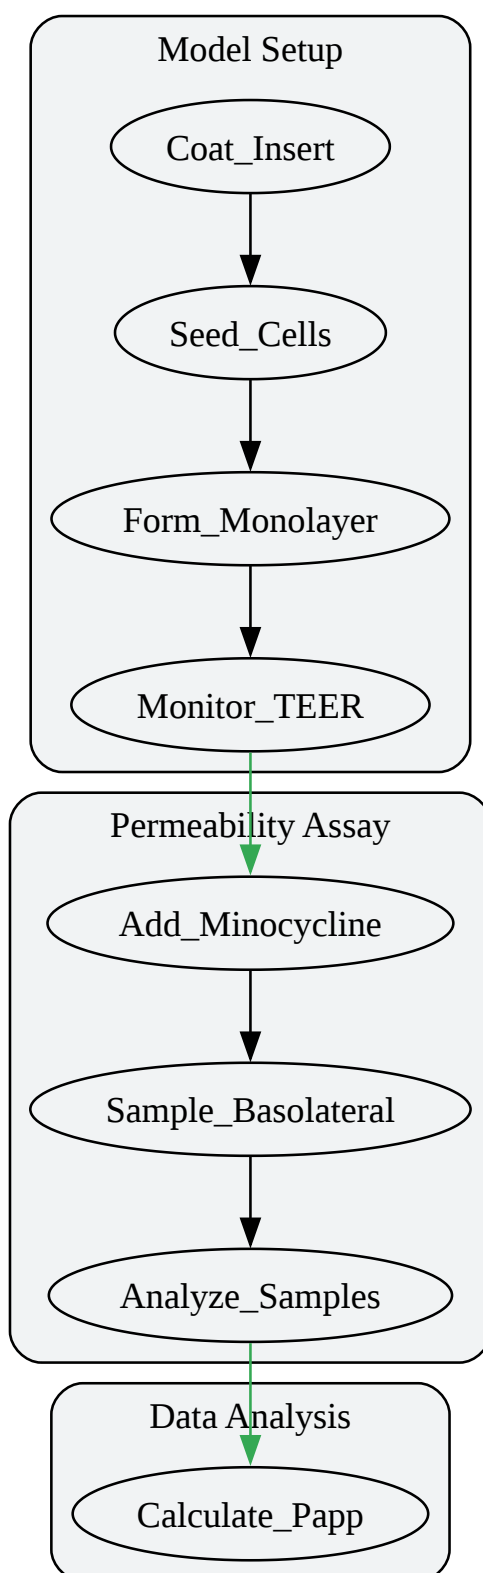 Model Setup
Coat_Insert
Seed_Cells
Form_Monolayer
Monitor_TEER
Permeability Assay
Add_Minocycline
Sample_Basolateral
Analyze_Samples
Data Analysis
Calculate_Papp